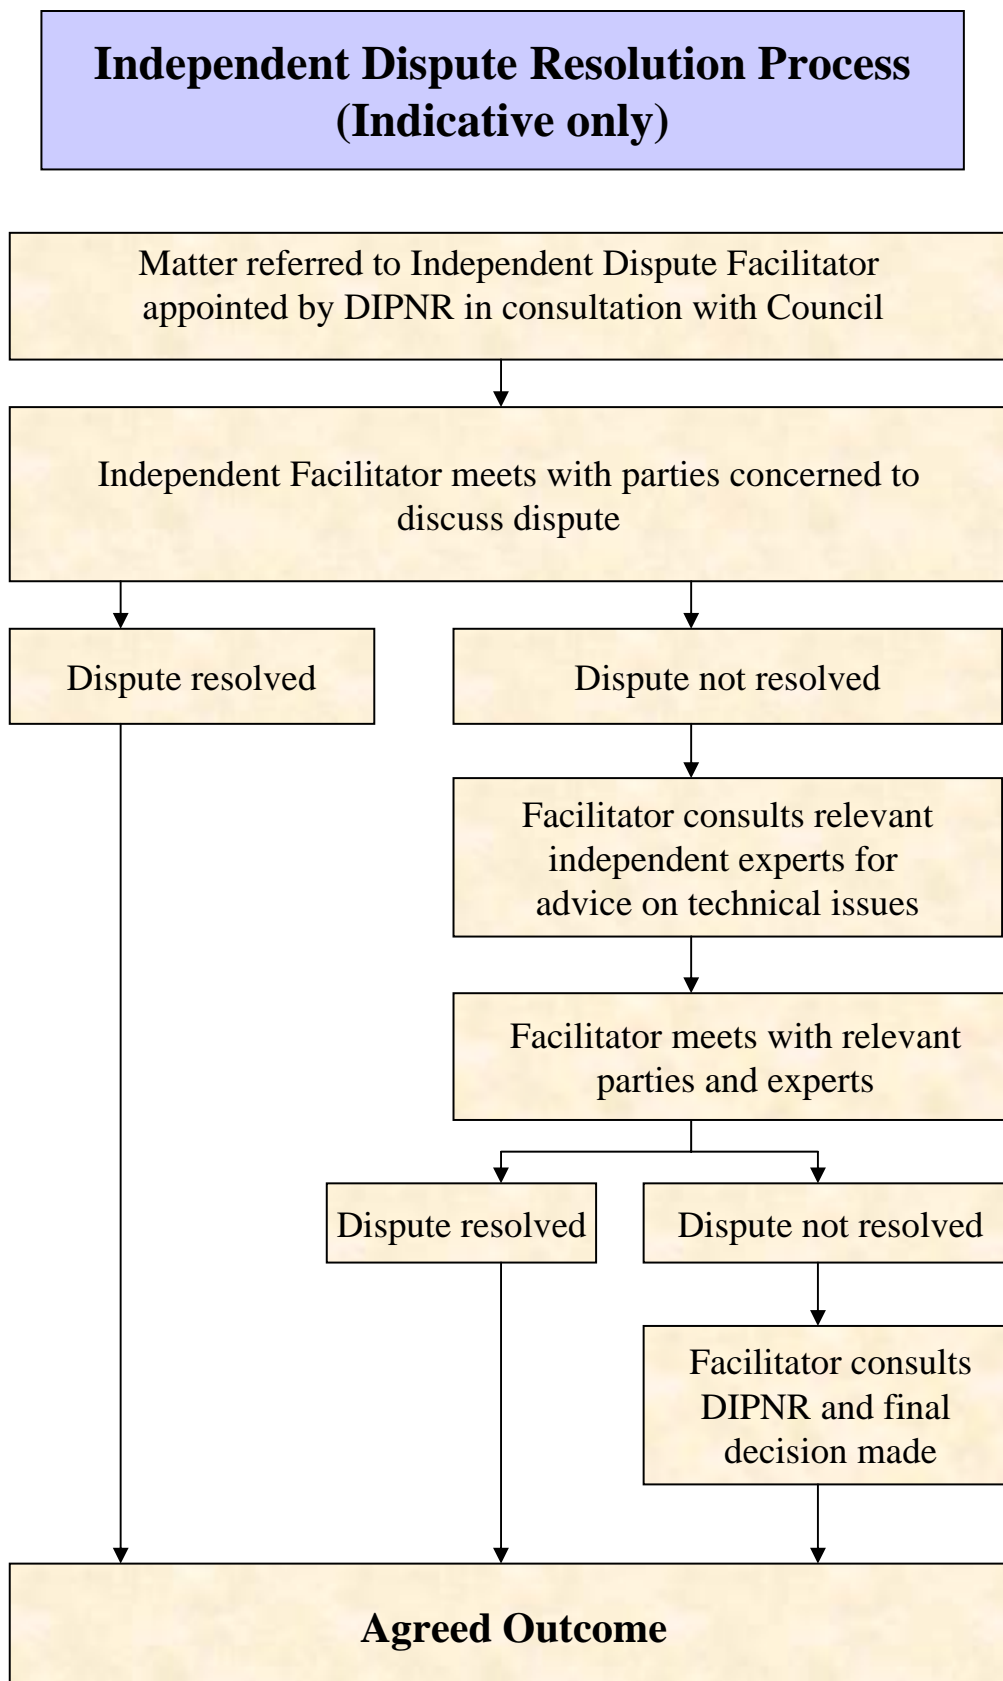 Independent Dispute Resolution Process
(Indicative only)
Matter referred to Independent Dispute Facilitator
appointed by DIPNR in consultation with Council
Independent Facilitator meets with parties concerned to
discuss dispute
Dispute resolved
Dispute not resolved
Facilitator consults relevant
independent experts for
advice on technical issues
Facilitator meets with relevant
parties and experts
Dispute resolved
Dispute not resolved
Facilitator consults
DIPNR and final
decision made
Agreed Outcome